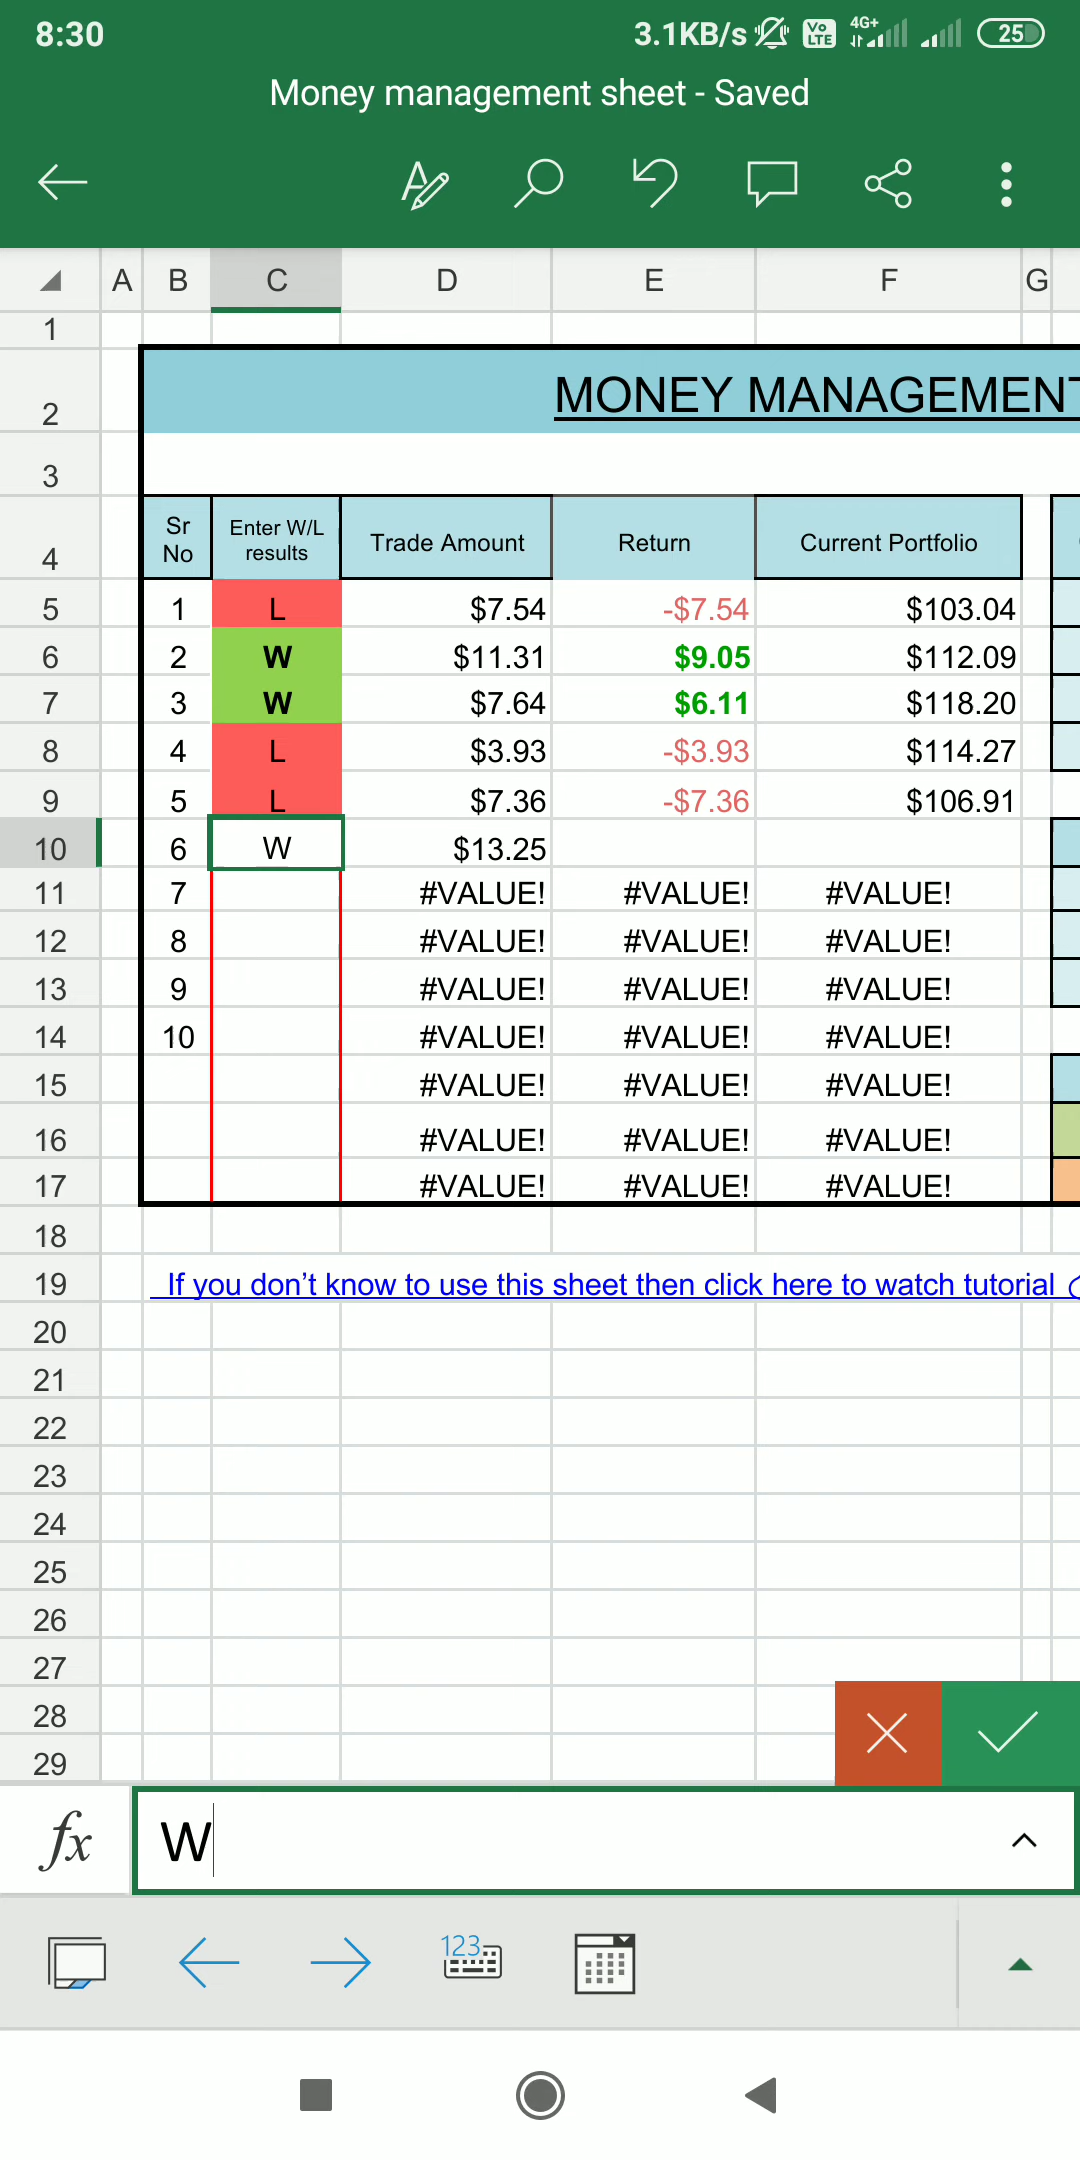 8:30 3.1KB/s Vo LTE 4G+ 25
Money management sheet - Saved
A B C D E F G
1
2 MONEY MANAGEMENT
3
4 Sr No Enter W/L results Trade Amount Return Current Portfolio
5 1 L $7.54 -$7.54 $103.04
6 2 W $11.31 $9.05 $112.09
7 3 W $7.64 $6.11 $118.20
8 4 L $3.93 -$3.93 $114.27
9 5 L $7.36 -$7.36 $106.91
10 6 W $13.25
11 7 #VALUE! #VALUE! #VALUE!
12 8 #VALUE! #VALUE! #VALUE!
13 9 #VALUE! #VALUE! #VALUE!
14 10 #VALUE! #VALUE! #VALUE!
15 #VALUE! #VALUE! #VALUE!
16 #VALUE! #VALUE! #VALUE!
17 #VALUE! #VALUE! #VALUE!
18
19 If you don’t know to use this sheet then click here to watch tutorial
20
21
22
23
24
25
26
27
28
29
fx W
123